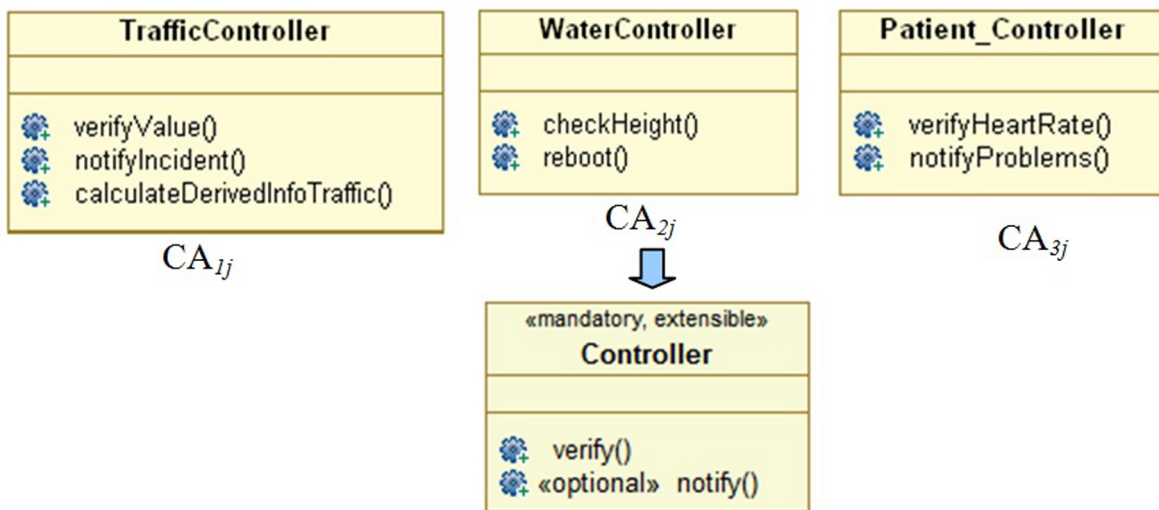 TrafficController
verifyValue()
notifyIncident()
calculateDerivedInfoTraffic()
CA1j
WaterController
checkHeight()
reboot()
CA2j
Patient_Controller
verifyHeartRate()
notifyProblems()
CA3j
«mandatory, extensible»
Controller
verify()
«optional» notify()